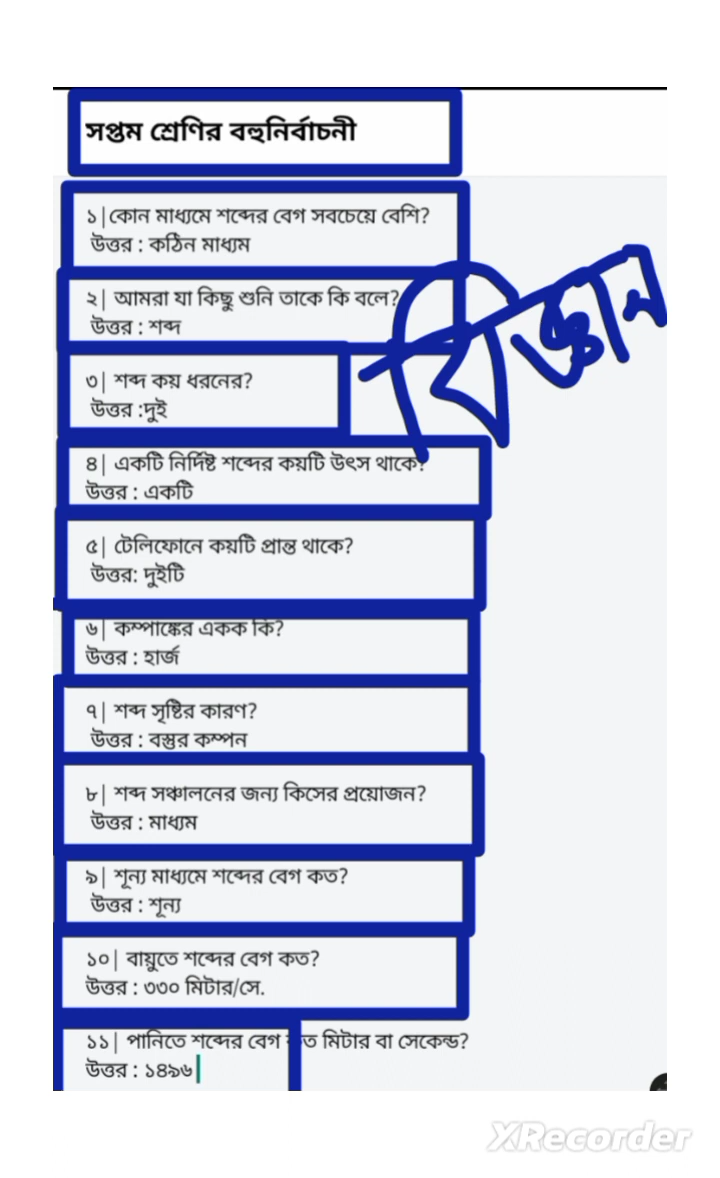 সপ্তম শ্রেণির বহুনির্বাচনী
১|কোন মাধ্যমে শব্দের বেগ সবচেয়ে বেশি?
উত্তর : কঠিন মাধ্যম
২| আমরা যা কিছু শুনি তাকে কি বলে?
উত্তর : শব্দ
বিজ্ঞান
৩| শব্দ কয় ধরনের?
উত্তর :দুই
৪| একটি নির্দিষ্ট শব্দের কয়টি উৎস থাকে?
উত্তর : একটি
৫| টেলিফোনে কয়টি প্রান্ত থাকে?
উত্তর: দুইটি
৬| কম্পাঙ্কের একক কি?
উত্তর : হার্জ
৭| শব্দ সৃষ্টির কারণ?
উত্তর : বস্তুর কম্পন
৮| শব্দ সঞ্চালনের জন্য কিসের প্রয়োজন?
উত্তর : মাধ্যম
৯| শূন্য মাধ্যমে শব্দের বেগ কত?
উত্তর : শূন্য
১০| বায়ুতে শব্দের বেগ কত?
উত্তর : ৩৩০ মিটার/সে.
১১| পানিতে শব্দের বেগ কত মিটার বা সেকেন্ড?
উত্তর : ১৪৯৬
XRecorder